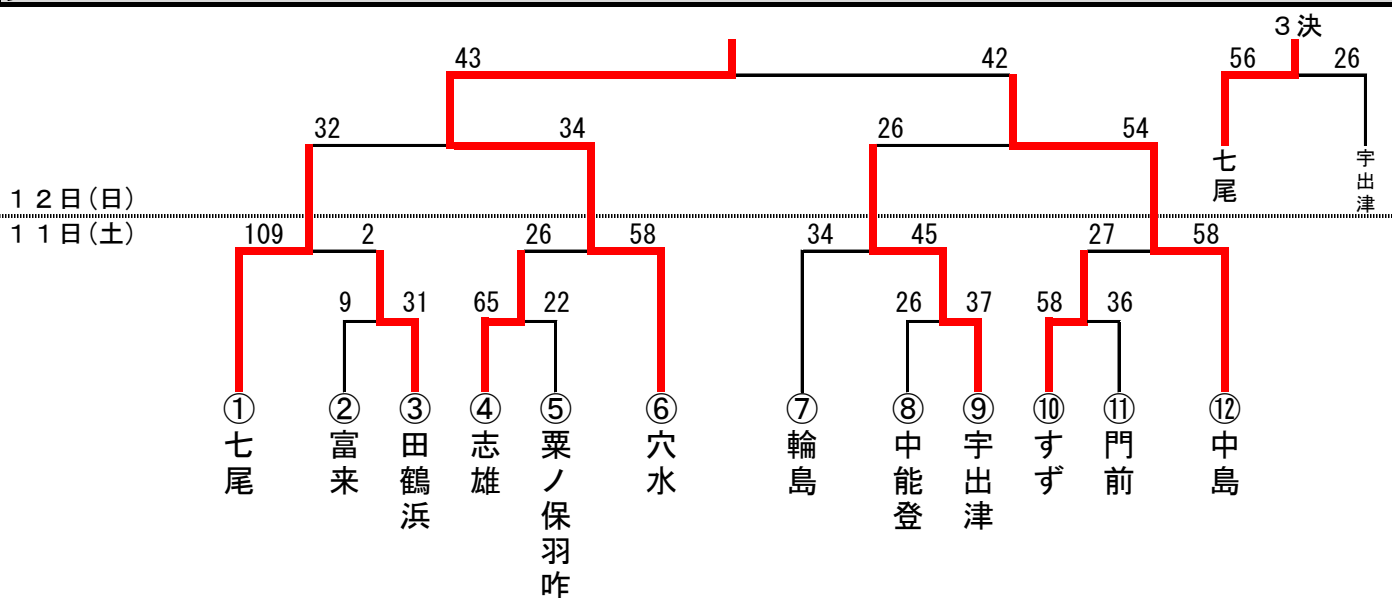 3決
43
42
56
26
32
34
26
54
七尾
宇出津
12日(日)
11日(土)
109
2
26
58
34
45
27
58
9
31
65
22
26
37
58
36
①七尾
②富来
③田鶴浜
④志雄
⑤粟ノ保羽咋
⑥穴水
⑦輪島
⑧中能登
⑨宇出津
⑩すず
⑪門前
⑫中島